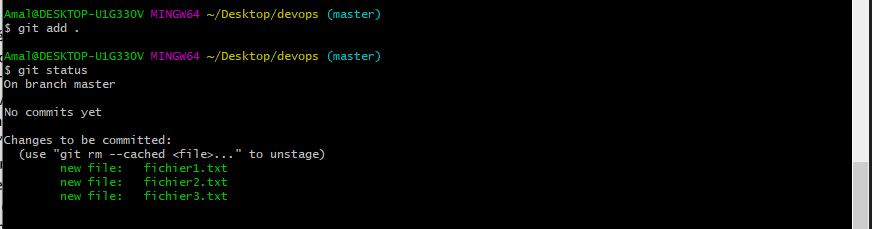 Amal@DESKTOP-U1G33OV MINGW64 ~/Desktop/devops (master)
$ git add .
Amal@DESKTOP-U1G33OV MINGW64 ~/Desktop/devops (master)
$ git status
On branch master
No commits yet
Changes to be committed:
  (use "git rm --cached <file>..." to unstage)
        new file:   fichier1.txt
        new file:   fichier2.txt
        new file:   fichier3.txt